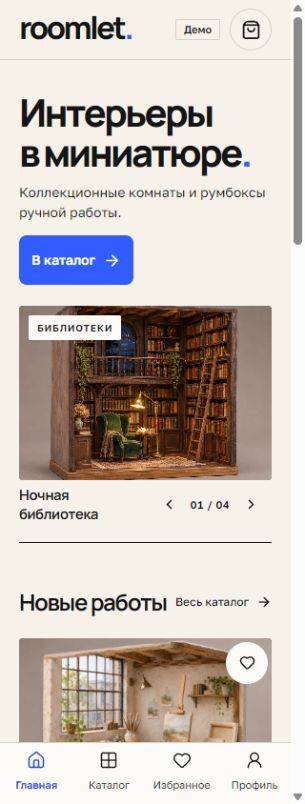 roomlet.
Демо
Интерьеры
в миниатюре.
Коллекционные комнаты и румбоксы
ручной работы.
В каталог →
БИБЛИОТЕКИ
Ночная
библиотека
01 / 04
Новые работы
Весь каталог →
Главная
Каталог
Избранное
Профиль